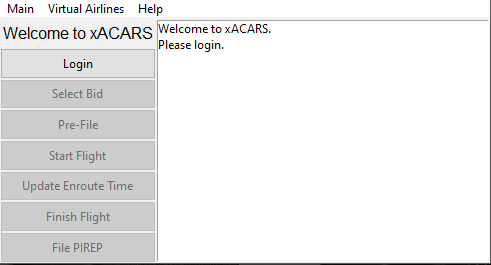 Main Virtual Airlines Help
Welcome to xACARS
Login
Select Bid
Pre-File
Start Flight
Update Enroute Time
Finish Flight
File PIREP
Welcome to xACARS.
Please login.